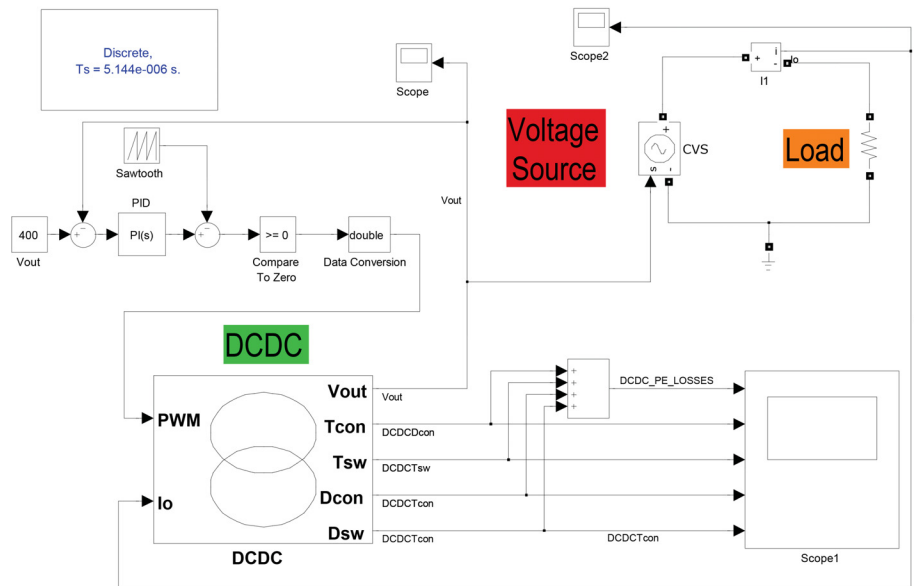 Discrete,
Ts = 5.144e-006 s.
Scope
Scope2
+
i
-
Io
I1
Voltage
Source
+
CVS
s
-
Load
Sawtooth
Vout
PID
400
Vout
+
−
PI(s)
+
−
>= 0
Compare
To Zero
double
Data Conversion
DCDC
PWM
Io
Vout
Tcon
Tsw
Dcon
Dsw
DCDC
Vout
DCDCDcon
DCDCTsw
DCDCTcon
DCDCTcon
+
+
+
+
DCDC_PE_LOSSES
DCDCTcon
Scope1